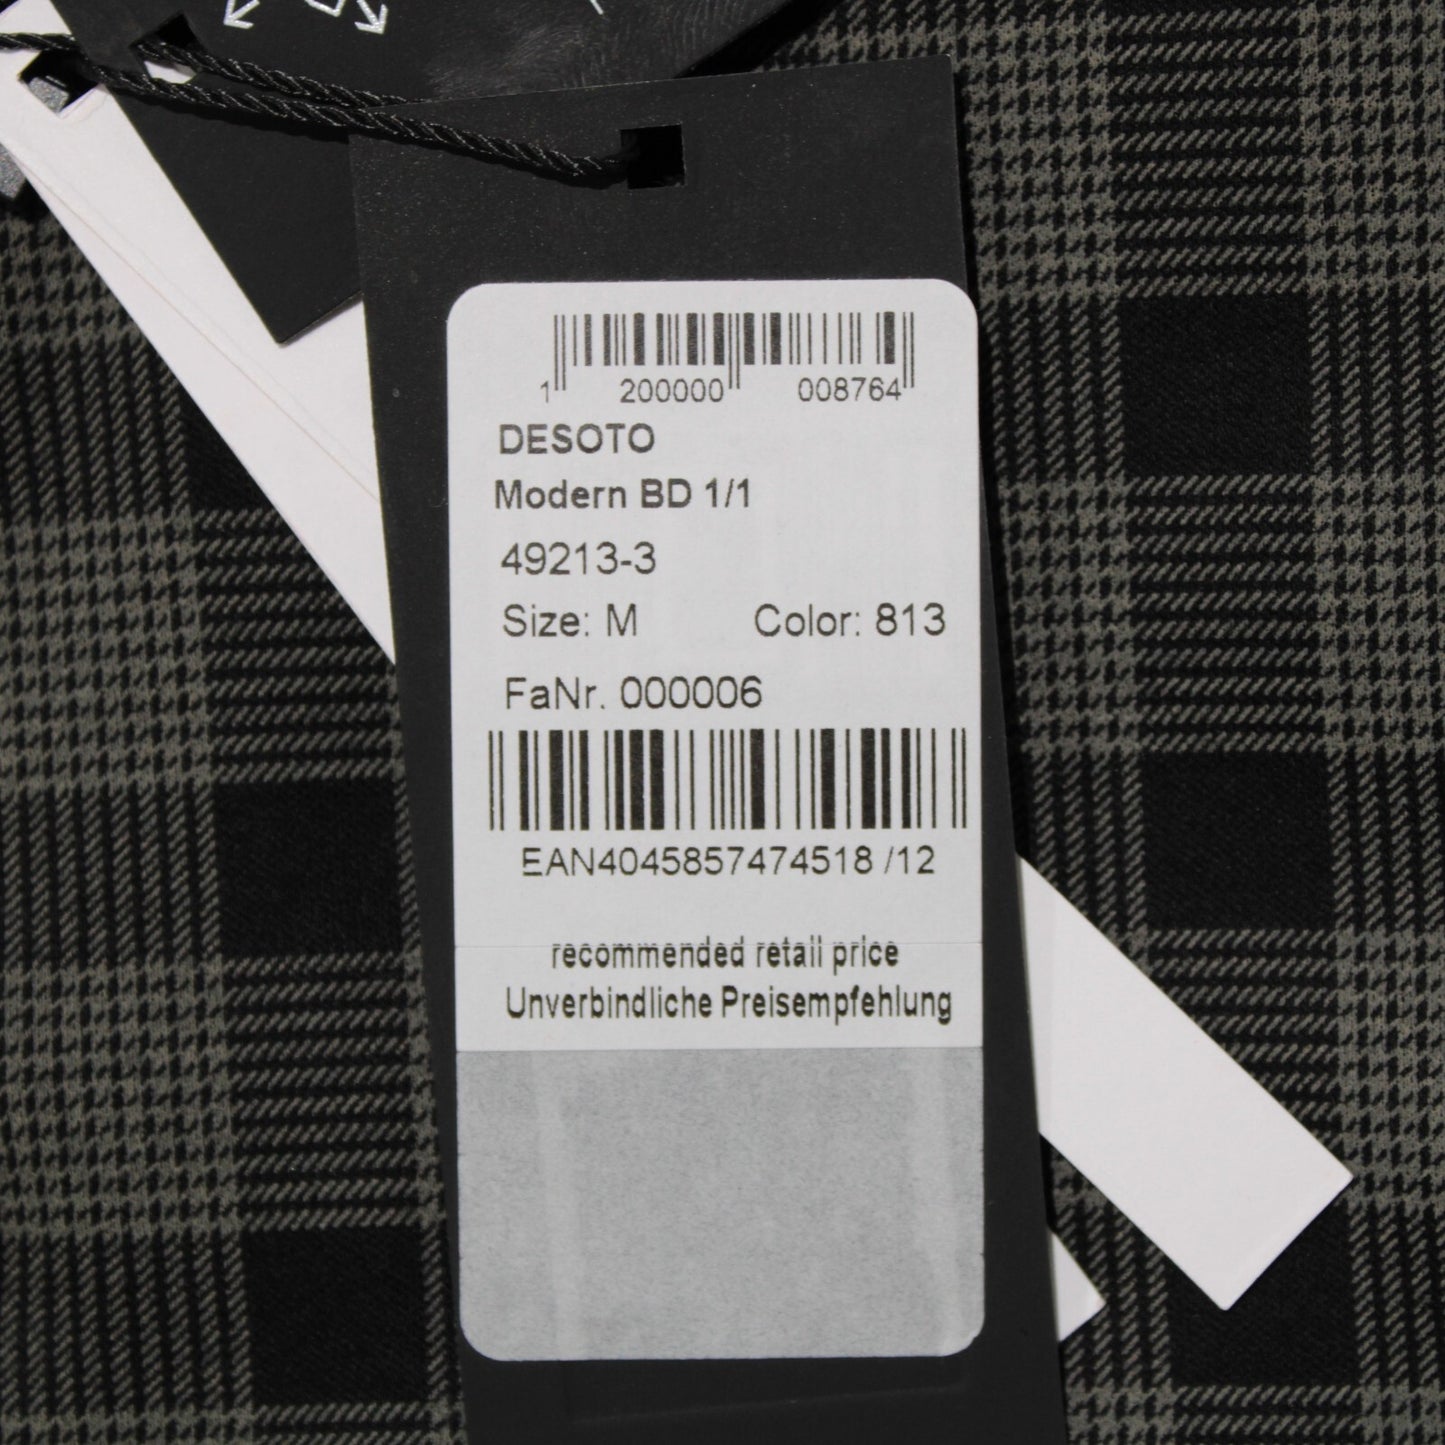 1 200000 008764
DESOTO
Modern BD 1/1
49213-3
Size: M Color: 813
FaNr. 000006
EAN4045857474518 /12
recommended retail price
Unverbindliche Preisempfehlung